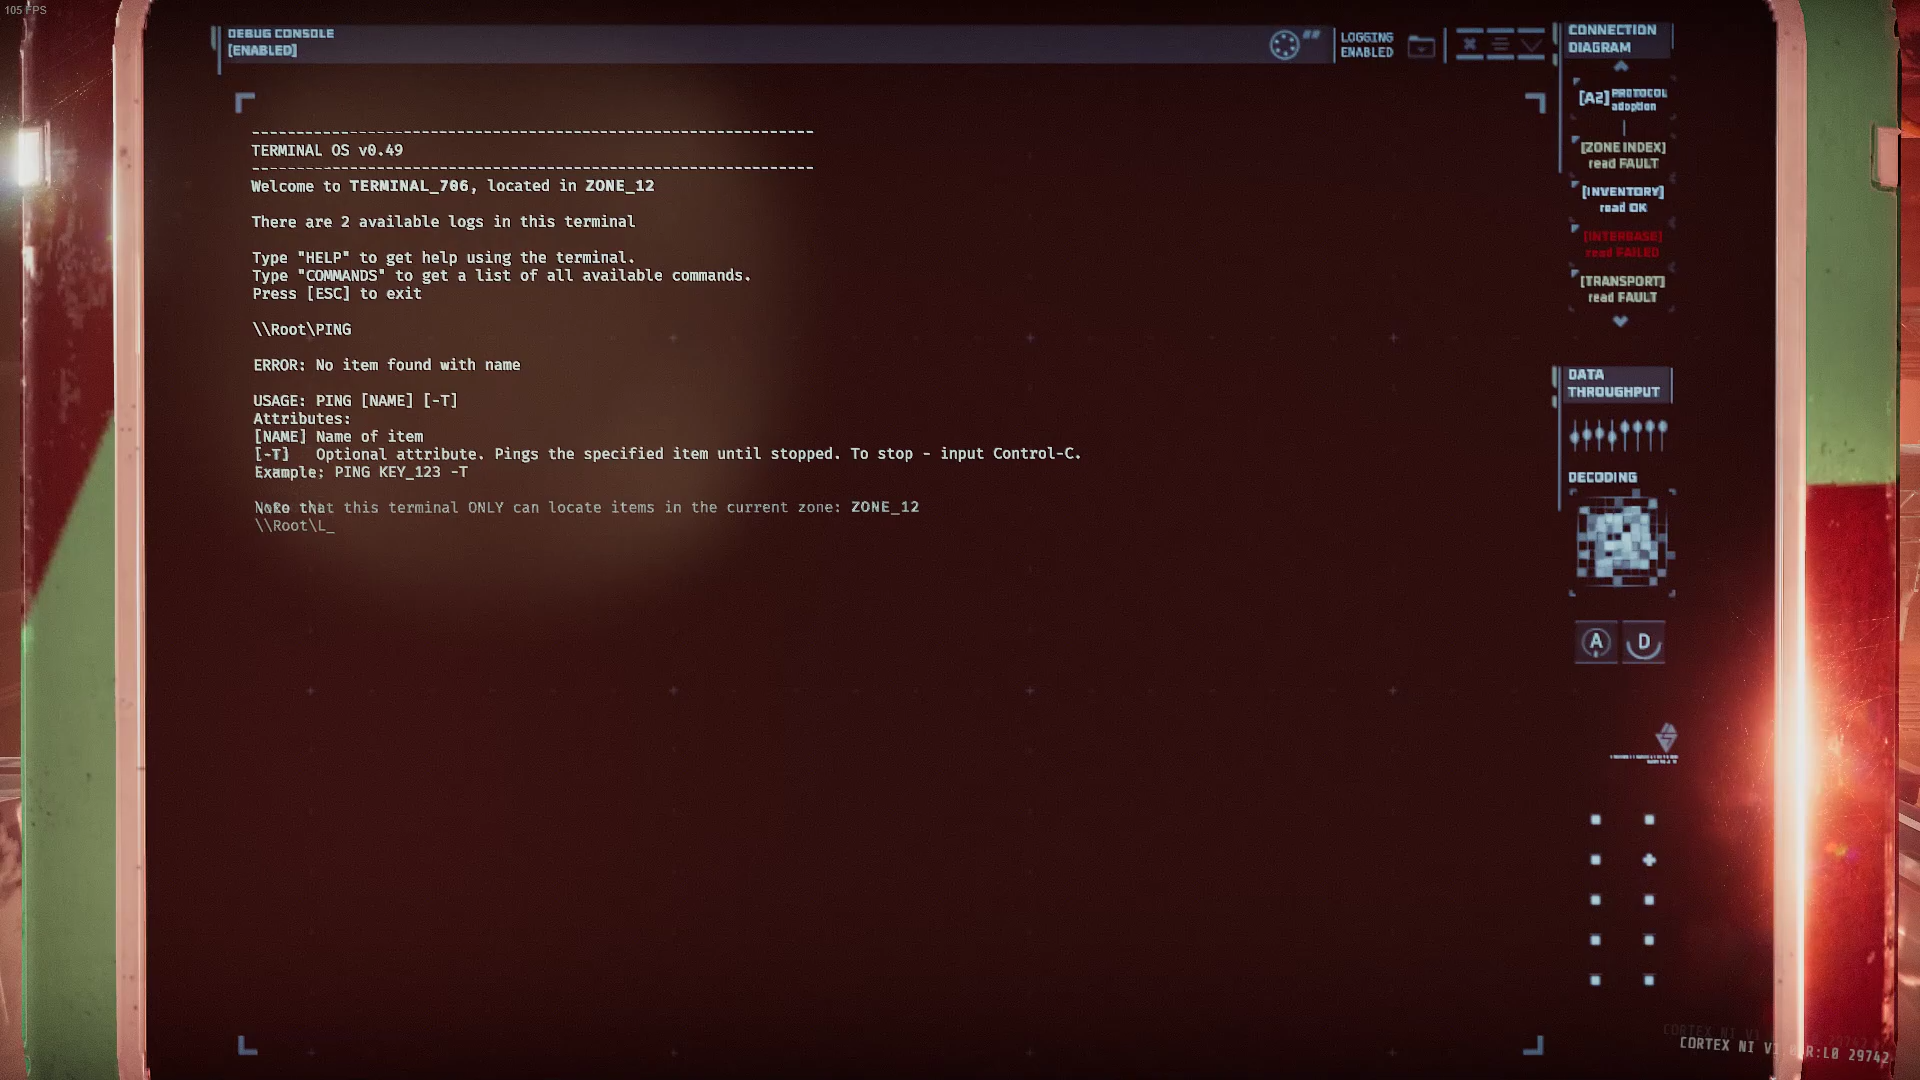 105 FPS
DEBUG CONSOLE
[ENABLED]
LOGGING
ENABLED
------------------------------------------------------------------
TERMINAL OS v0.49
------------------------------------------------------------------
Welcome to TERMINAL_706, located in ZONE_12
There are 2 available logs in this terminal
Type "HELP" to get help using the terminal.
Type "COMMANDS" to get a list of all available commands.
Press [ESC] to exit
\\Root\PING
ERROR: No item found with name
USAGE: PING [NAME] [-T]
Attributes:
[NAME] Name of item
[-T] Optional attribute. Pings the specified item until stopped. To stop - input Control-C.
Example: PING KEY_123 -T
Note that this terminal ONLY can locate items in the current zone: ZONE_12
\\Root\L_
CONNECTION
DIAGRAM
[A2] PROTOCOL
adoption
[ZONE INDEX]
read FAULT
[INVENTORY]
read OK
[INTERBASE]
read FAILED
[TRANSPORT]
read FAULT
DATA
THROUGHPUT
DECODING
A D
CORTEX NI V1 R:L0 29742